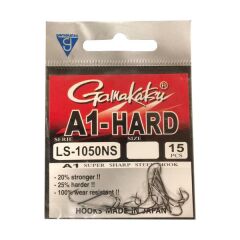 Gamakatsu
A1-HARD
SERIE SIZE
LS-1050NS 15 PCS
A1 SUPER SHARP STEEL HOOK
- 20% stronger !!
- 25% harder !!
- 100% wear resistant !!
HOOKS MADE IN JAPAN